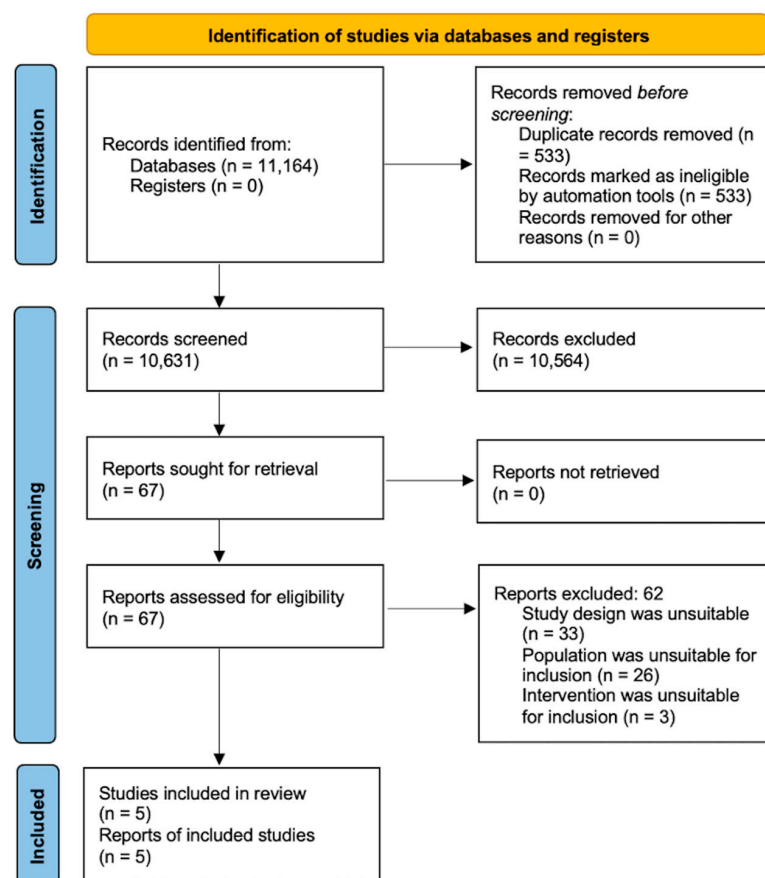 Identification of studies via databases and registers
Identification
Records identified from:
Databases (n = 11,164)
Registers (n = 0)
Records removed before
screening:
Duplicate records removed (n
= 533)
Records marked as ineligible
by automation tools (n = 533)
Records removed for other
reasons (n = 0)
Screening
Records screened
(n = 10,631)
Records excluded
(n = 10,564)
Reports sought for retrieval
(n = 67)
Reports not retrieved
(n = 0)
Reports assessed for eligibility
(n = 67)
Reports excluded: 62
Study design was unsuitable
(n = 33)
Population was unsuitable for
inclusion (n = 26)
Intervention was unsuitable
for inclusion (n = 3)
Included
Studies included in review
(n = 5)
Reports of included studies
(n = 5)